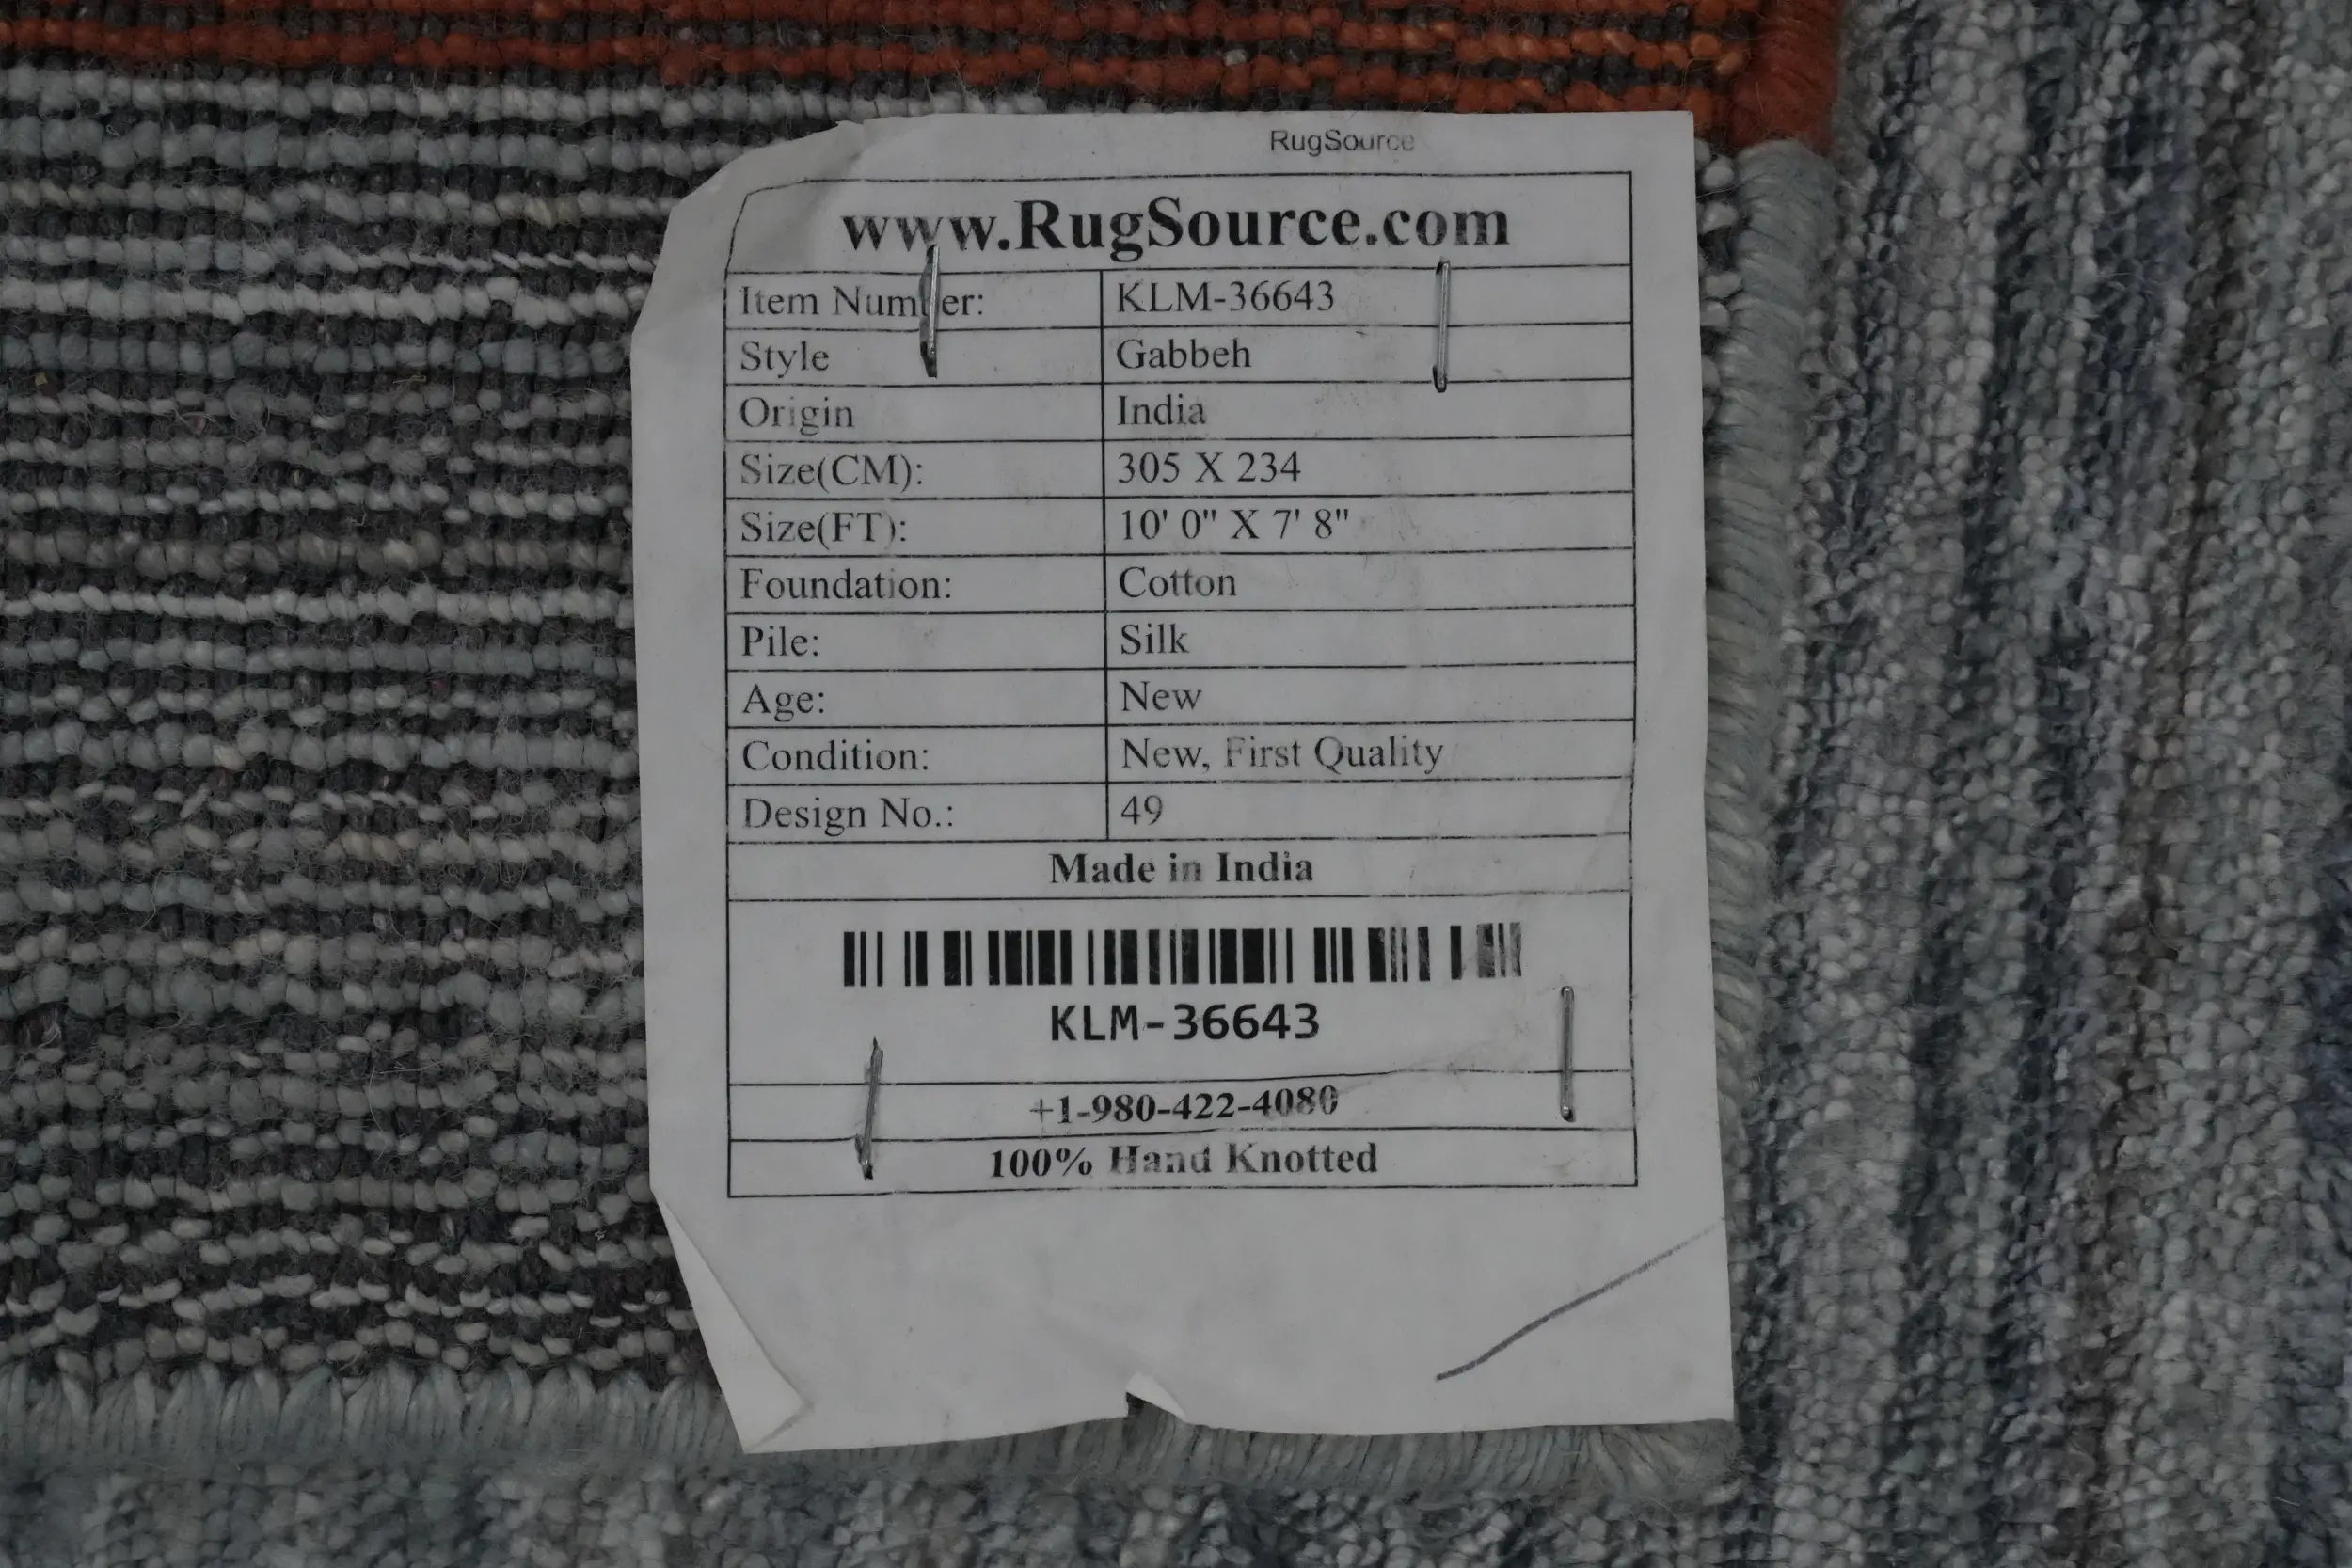 RugSource
www.RugSource.com
Item Number: KLM-36643
Style Gabbeh
Origin India
Size(CM): 305 X 234
Size(FT): 10' 0" X 7' 8"
Foundation: Cotton
Pile: Silk
Age: New
Condition: New, First Quality
Design No.: 49
Made in India
KLM-36643
+1-980-422-4080
100% Hand Knotted